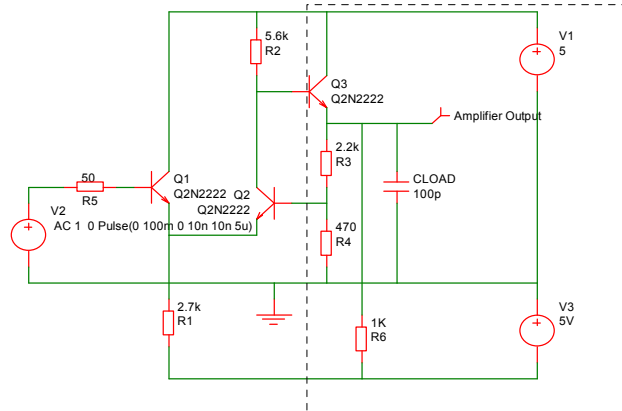 5.6k
R2
V1
5
Q3
Q2N2222
Amplifier Output
2.2k
R3
CLOAD
100p
50
R5
Q1
Q2N2222
Q2
Q2N2222
V2
AC 1 0 Pulse(0 100m 0 10n 10n 5u)
470
R4
2.7k
R1
1K
R6
V3
5V